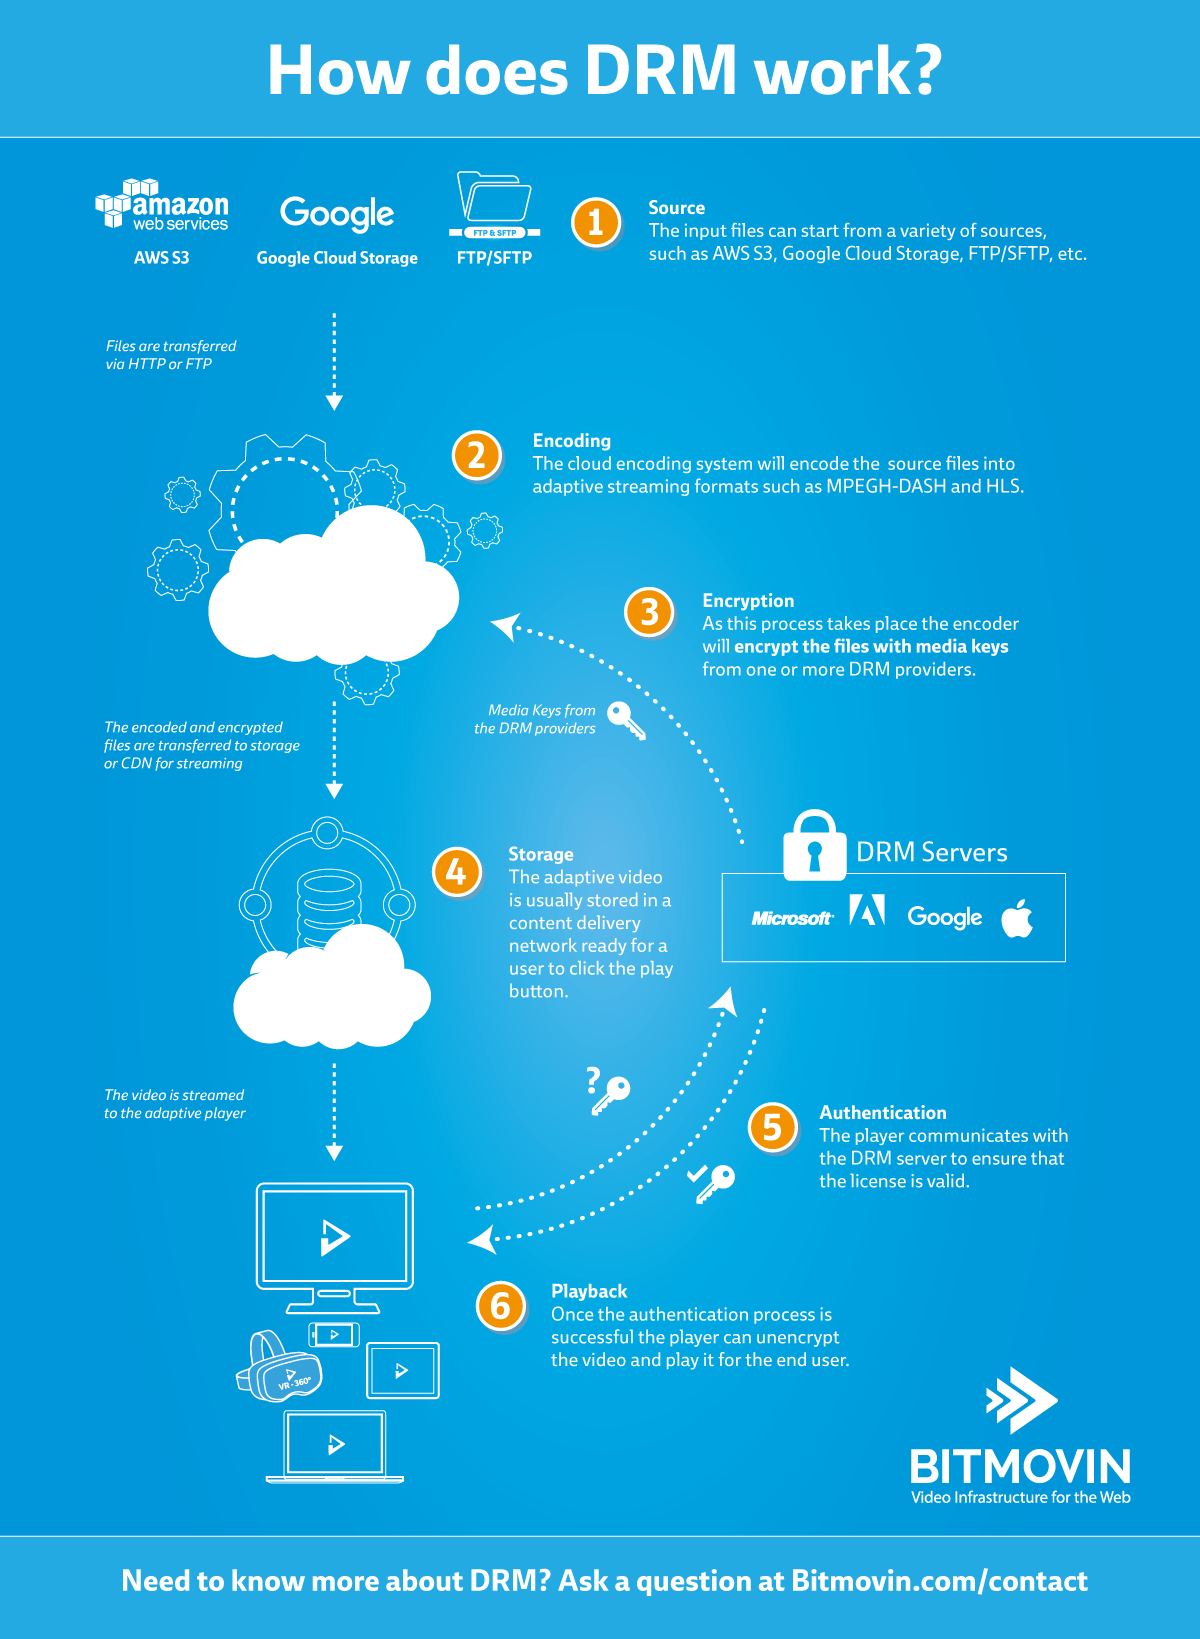 How does DRM work?
amazon
web services
AWS S3
Google
Google Cloud Storage
FTP & SFTP
FTP/SFTP
1
Source
The input files can start from a variety of sources,
such as AWS S3, Google Cloud Storage, FTP/SFTP, etc.
Files are transferred
via HTTP or FTP
2
Encoding
The cloud encoding system will encode the source files into
adaptive streaming formats such as MPEGH-DASH and HLS.
3
Encryption
As this process takes place the encoder
will encrypt the files with media keys
from one or more DRM providers.
Media Keys from
the DRM providers
The encoded and encrypted
files are transferred to storage
or CDN for streaming
DRM Servers
Microsoft
Google
4
Storage
The adaptive video
is usually stored in a
content delivery
network ready for a
user to click the play
button.
?
The video is streamed
to the adaptive player
5
Authentication
The player communicates with
the DRM server to ensure that
the license is valid.
6
Playback
Once the authentication process is
successful the player can unencrypt
the video and play it for the end user.
VR-360°
BITMOVIN
Video Infrastructure for the Web
Need to know more about DRM? Ask a question at Bitmovin.com/contact